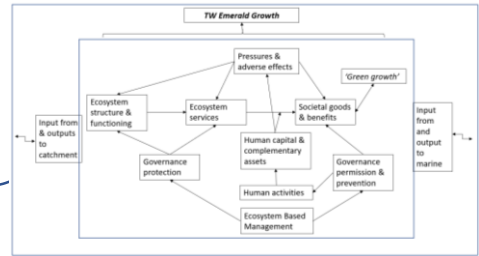 TW Emerald Growth
Pressures &
adverse effects
'Green growth'
Ecosystem
structure &
functioning
Ecosystem
services
Societal goods
& benefits
Input from
& outputs
to
catchment
Input
from
and
output
to
marine
Human capital &
complementary
assets
Governance
protection
Governance
permission &
prevention
Human activities
Ecosystem Based
Management